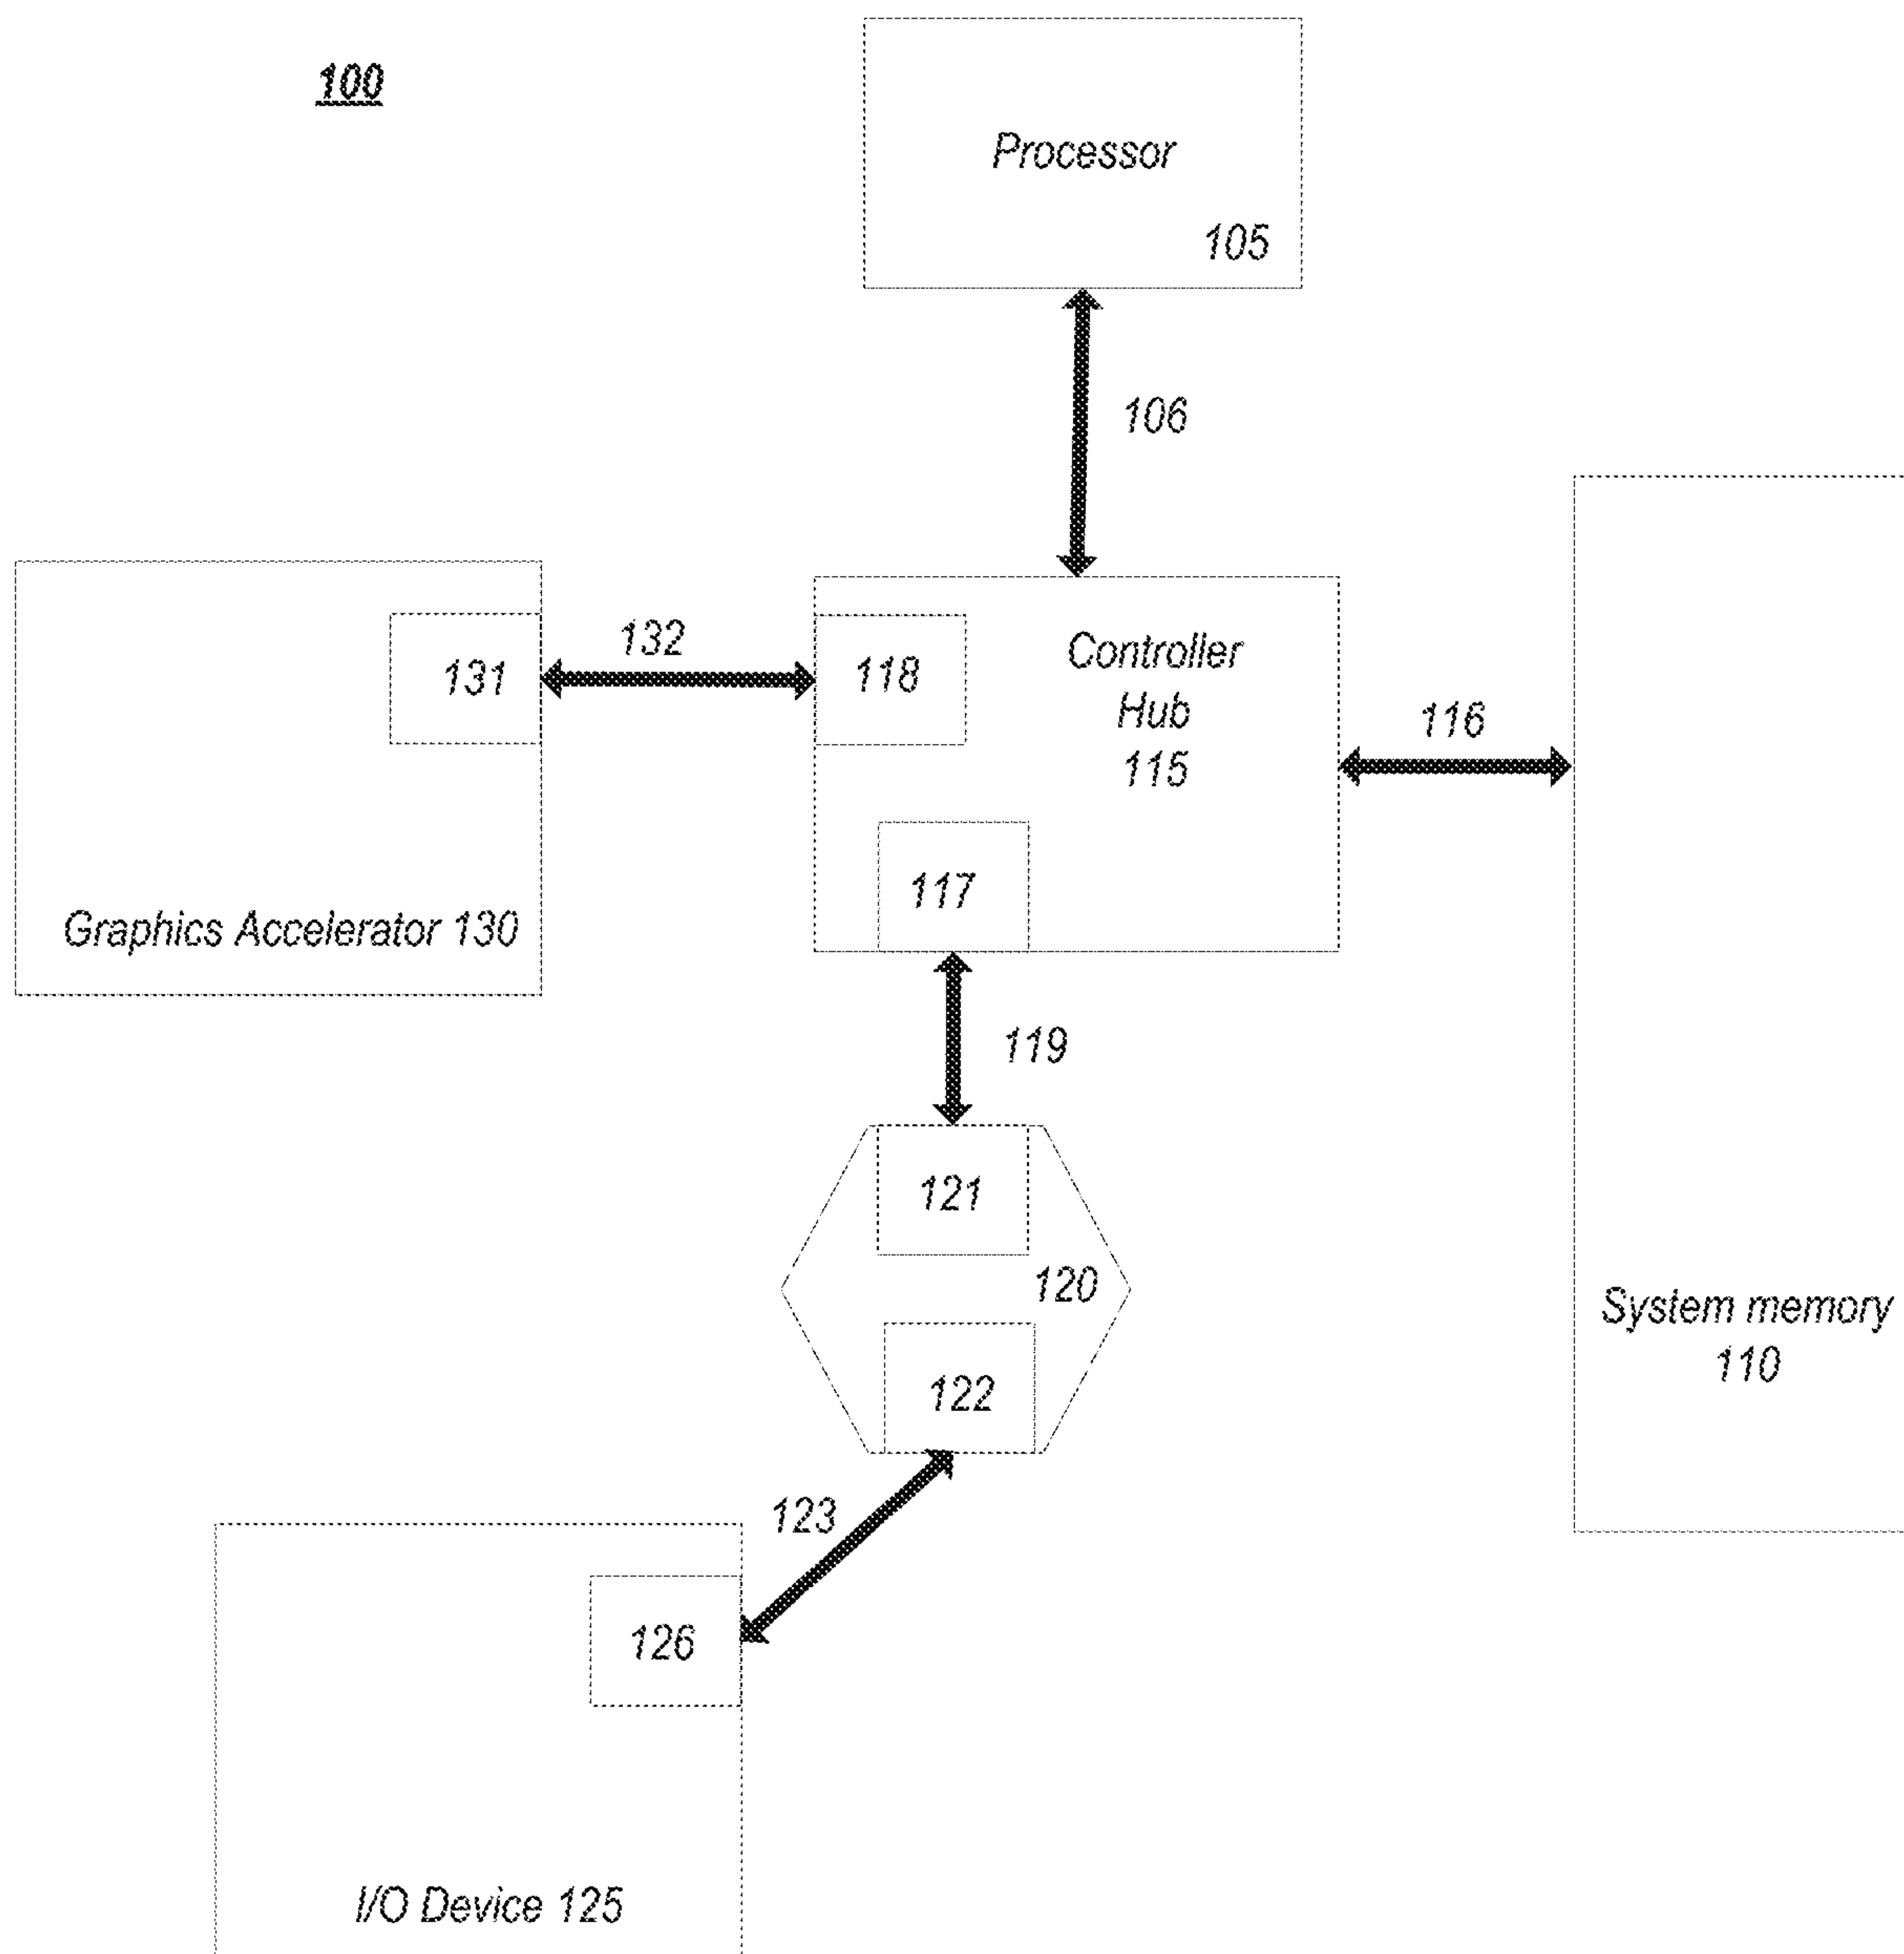 100
Processor
105
106
132
131
118
Controller
Hub
115
116
117
Graphics Accelerator 130
119
121
120
System memory
110
122
123
126
I/O Device 125